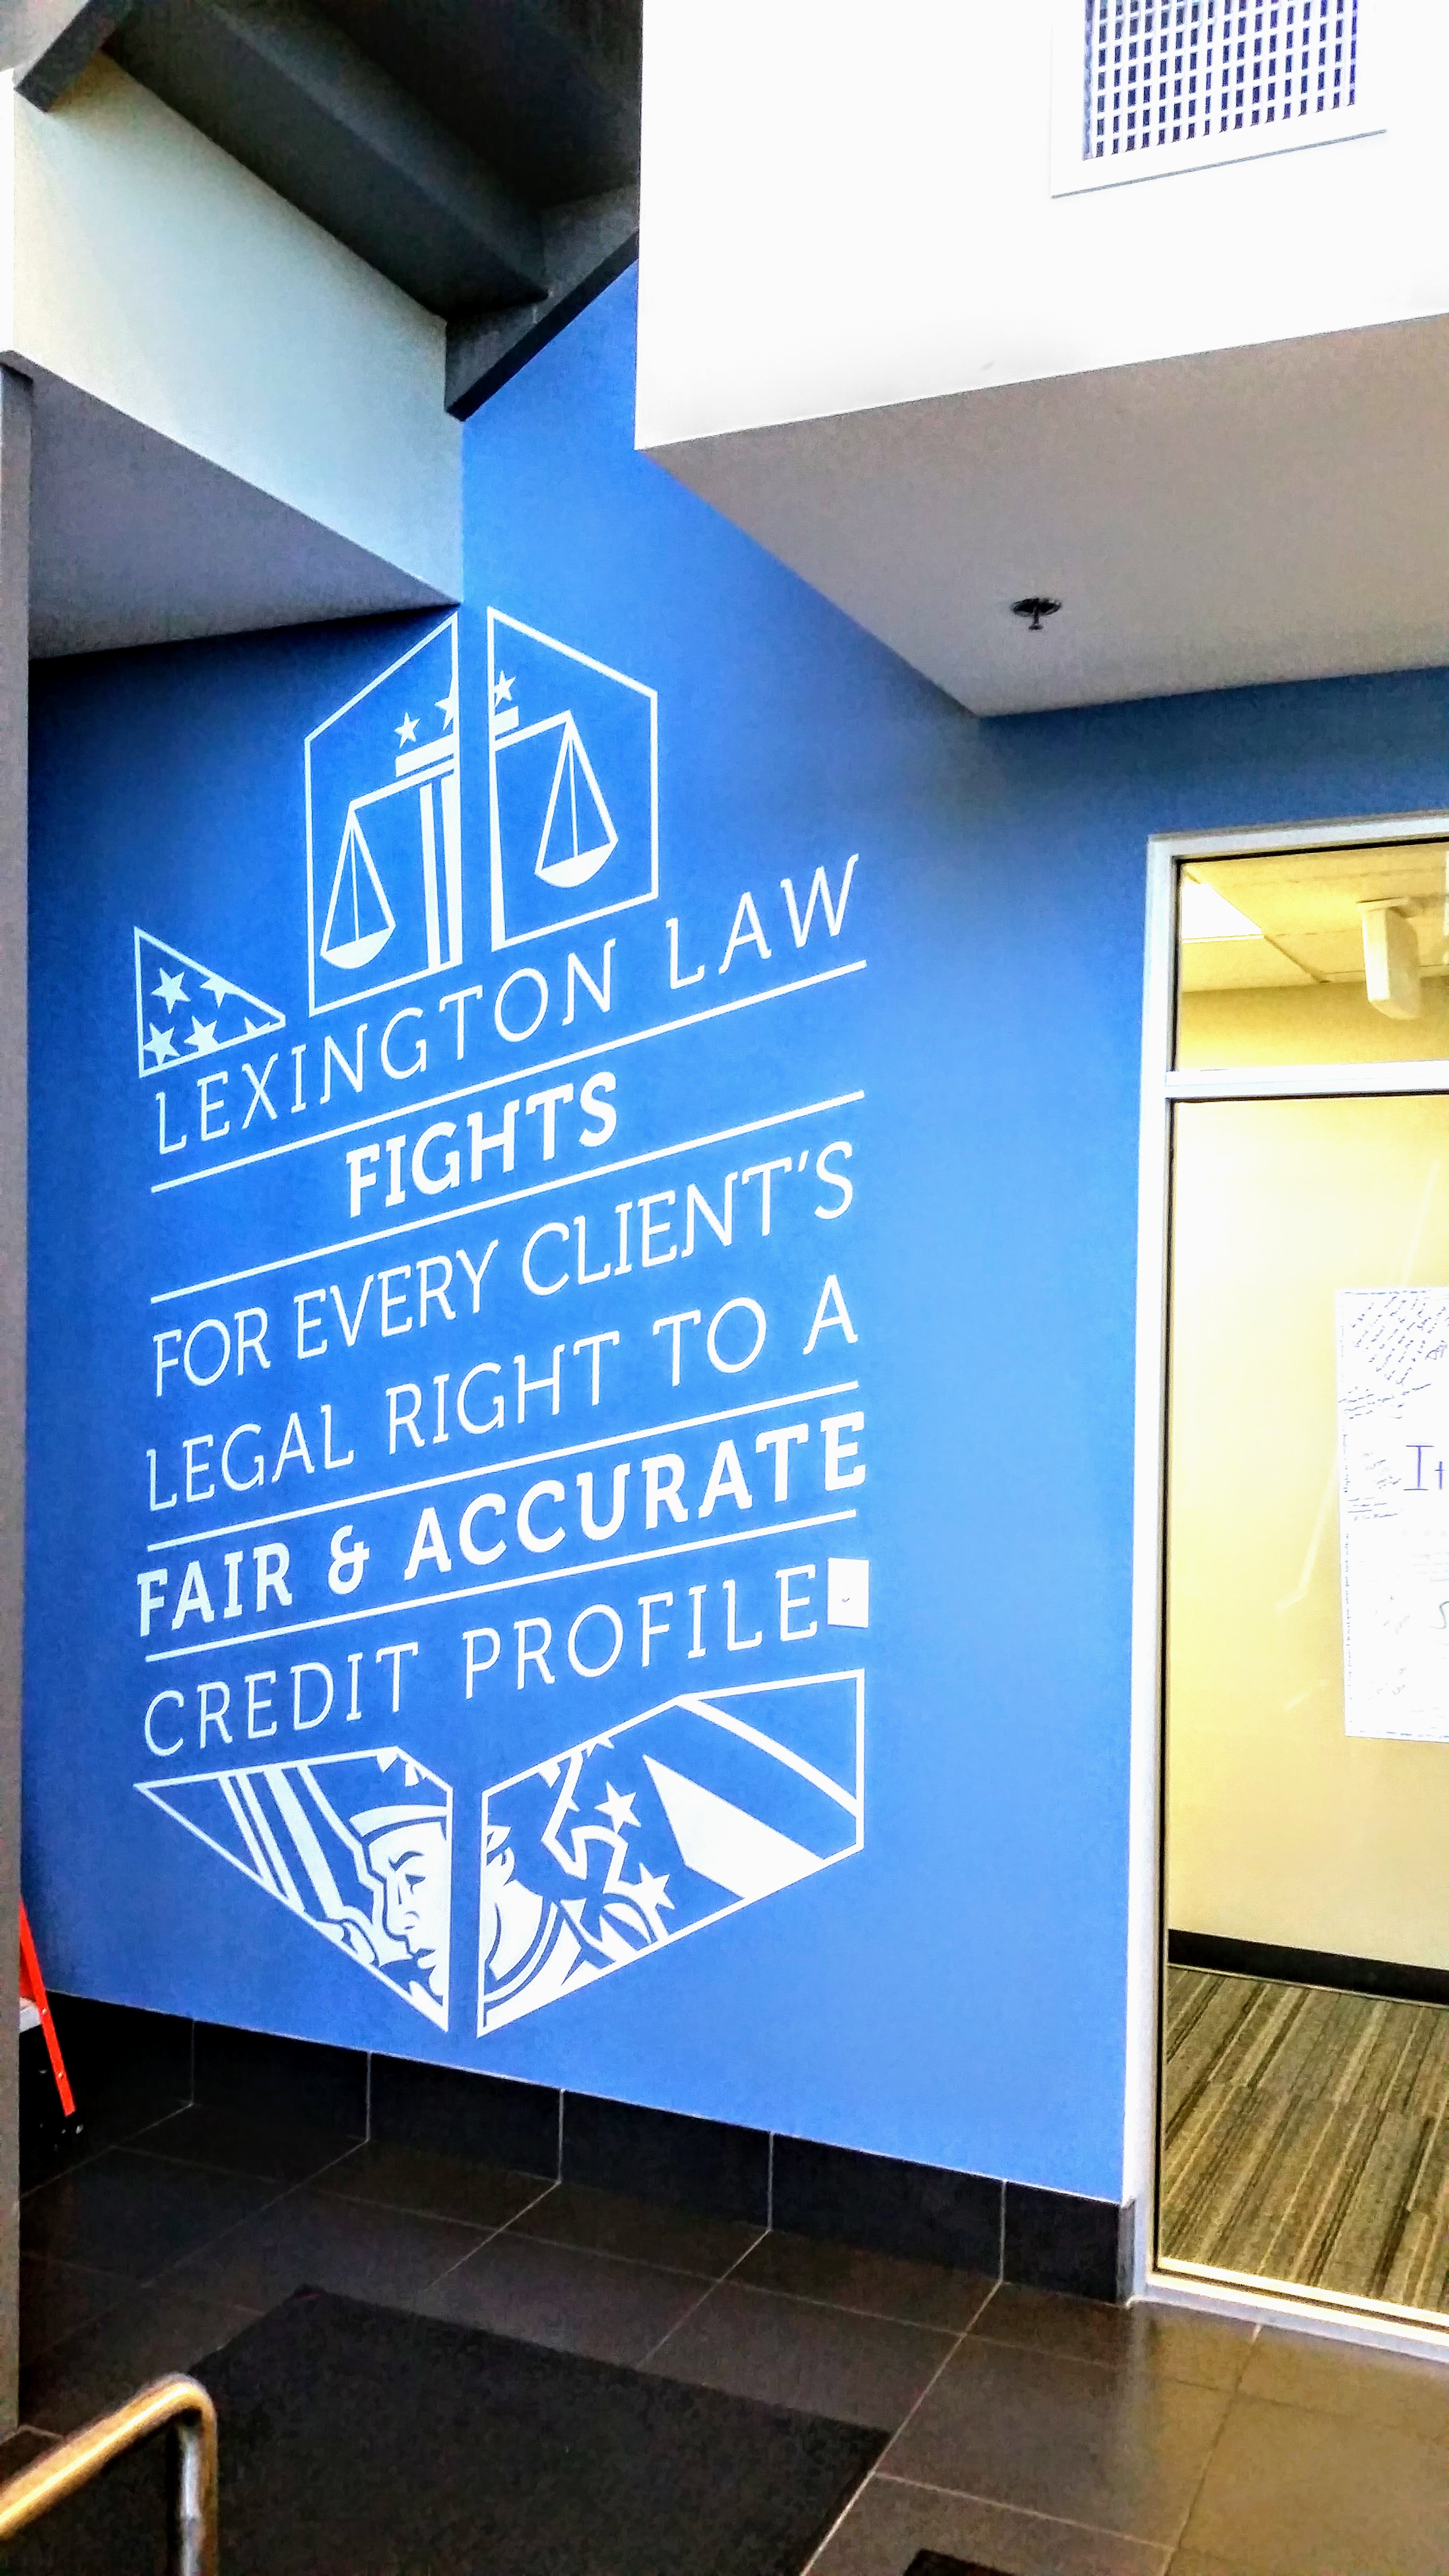 LEXINGTON LAW
FIGHTS
FOR EVERY CLIENT'S
LEGAL RIGHT TO A
FAIR & ACCURATE
CREDIT PROFILE